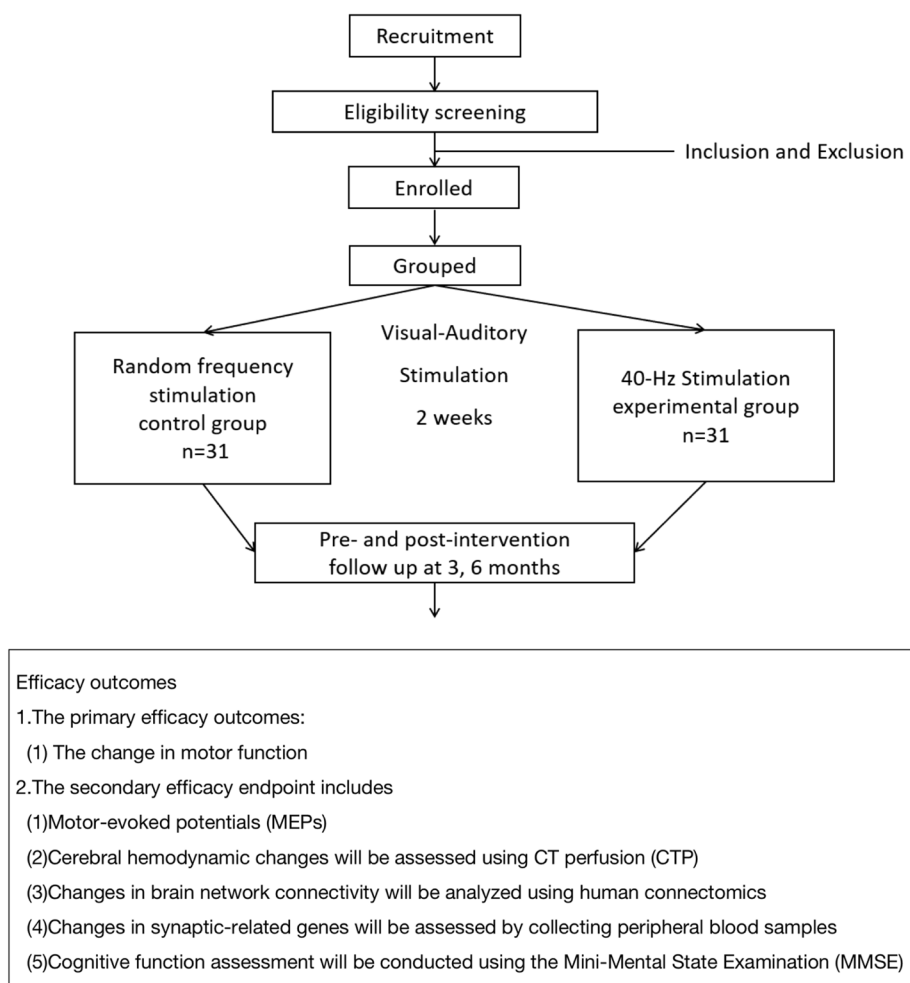 Recruitment
Eligibility screening
Inclusion and Exclusion
Enrolled
Grouped
Random frequency
stimulation
control group
n=31
Visual-Auditory
Stimulation
2 weeks
40-Hz Stimulation
experimental group
n=31
Pre- and post-intervention
follow up at 3, 6 months
Efficacy outcomes
1.The primary efficacy outcomes:
(1) The change in motor function
2.The secondary efficacy endpoint includes
(1)Motor-evoked potentials (MEPs)
(2)Cerebral hemodynamic changes will be assessed using CT perfusion (CTP)
(3)Changes in brain network connectivity will be analyzed using human connectomics
(4)Changes in synaptic-related genes will be assessed by collecting peripheral blood samples
(5)Cognitive function assessment will be conducted using the Mini-Mental State Examination (MMSE)